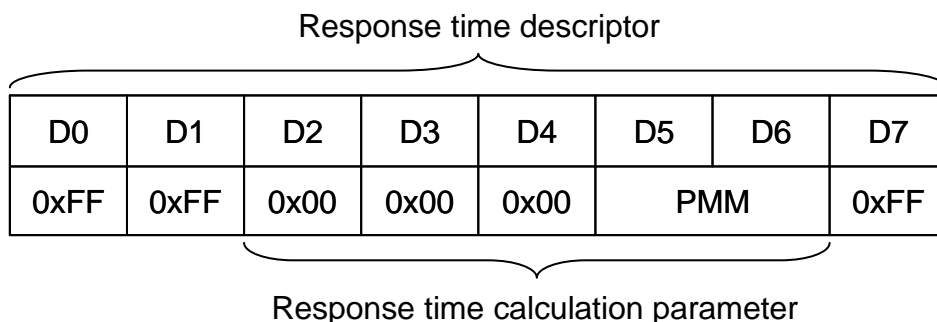 Response time descriptor
D0 D1 D2 D3 D4 D5 D6 D7
0xFF 0xFF 0x00 0x00 0x00 PMM 0xFF
Response time calculation parameter